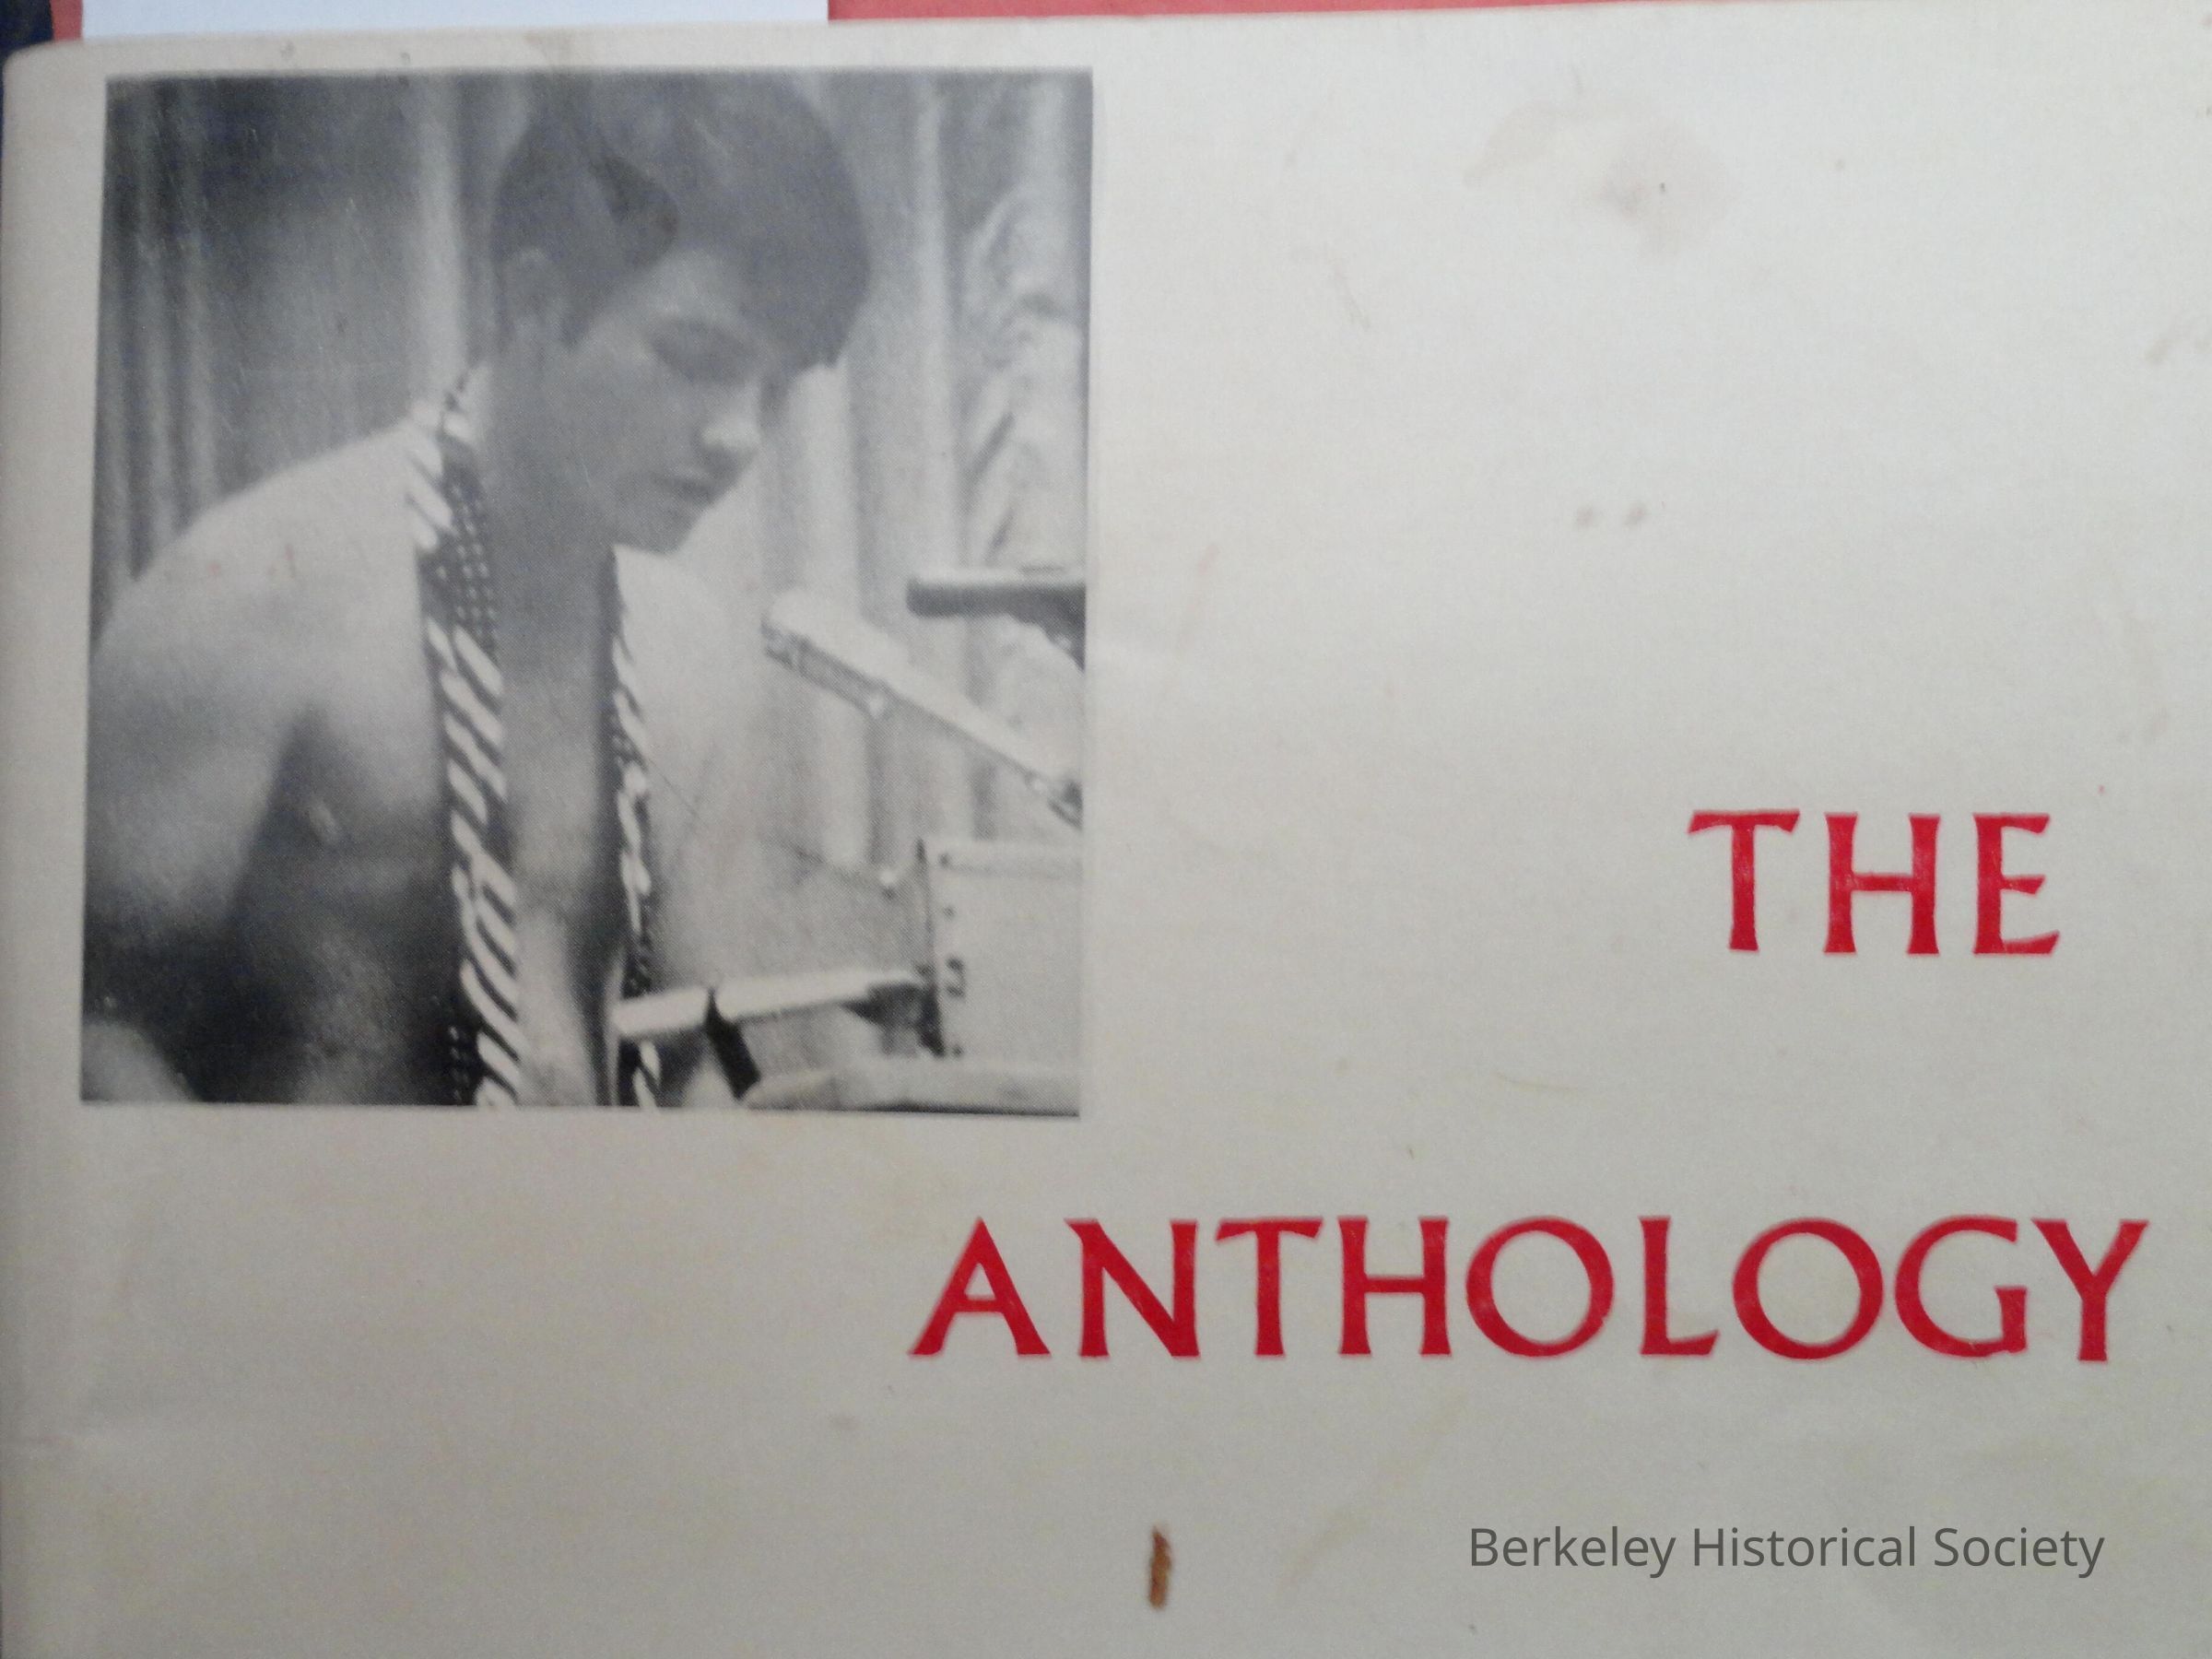 THE
ANTHOLOGY
Berkeley Historical Society